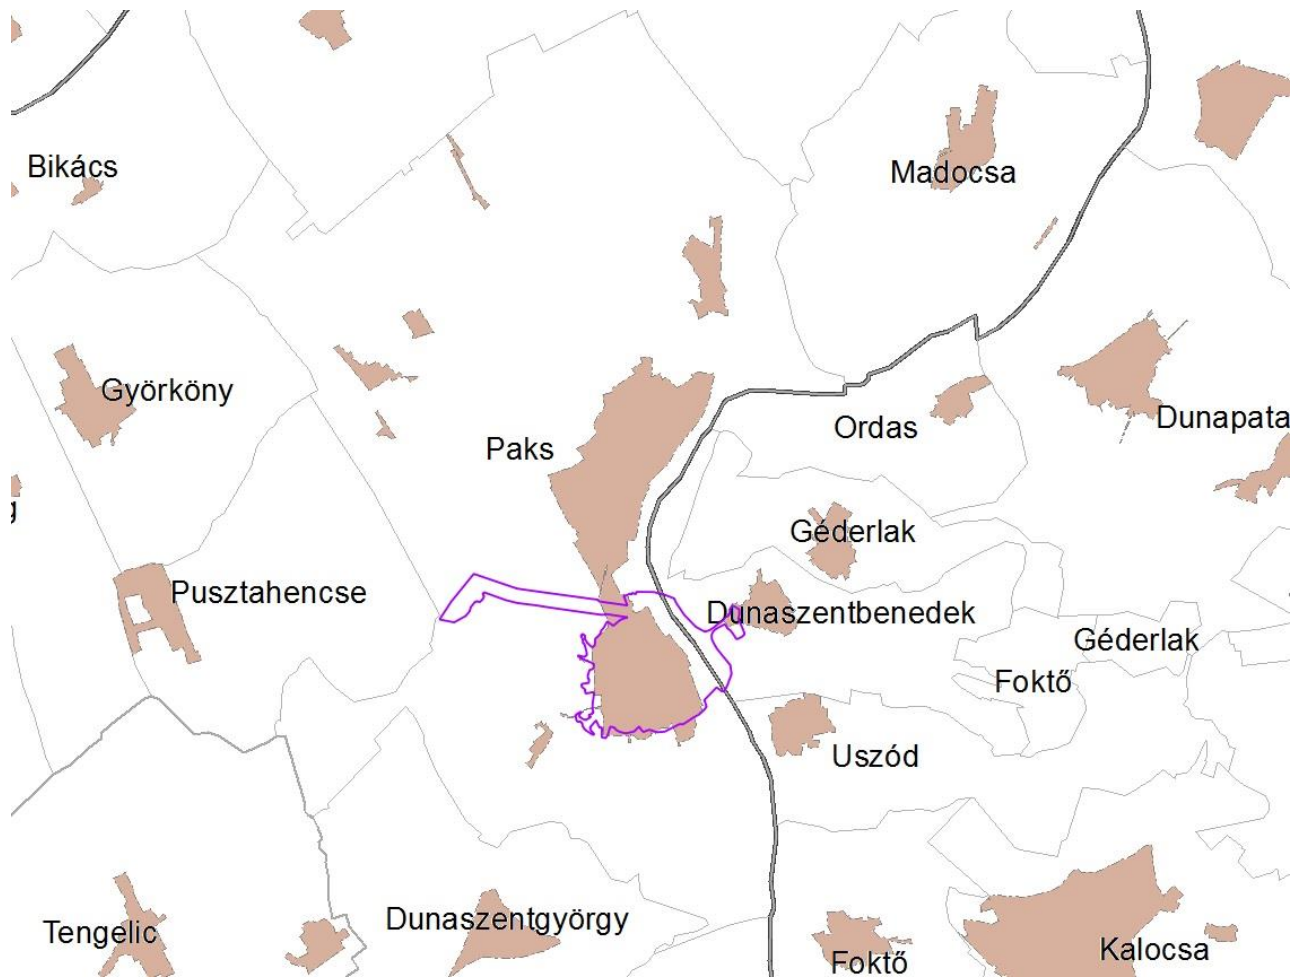 Bikács
Madocsa
Györköny
Dunapata
Ordas
Paks
g
Géderlak
Pusztahencse
Dunaszentbenedek
Géderlak
Foktő
Uszód
Dunaszentgyörgy
Tengelic
Kalocsa
Foktő